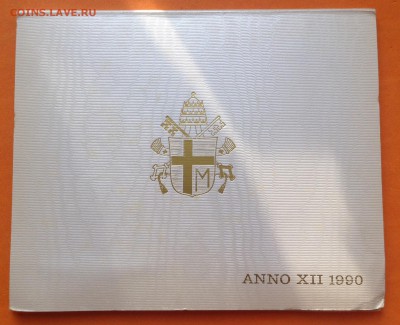 COINS.LAVE.RU
M
ANNO XII 1990